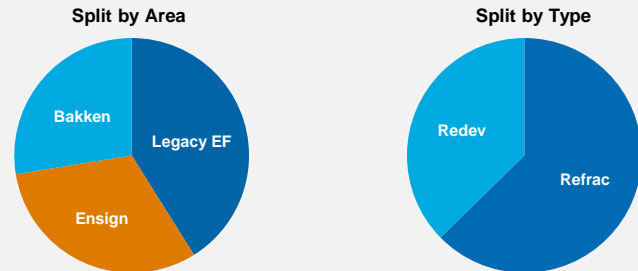 Split by Area
Split by Type
Bakken
Legacy EF
Ensign
Redev
Refrac